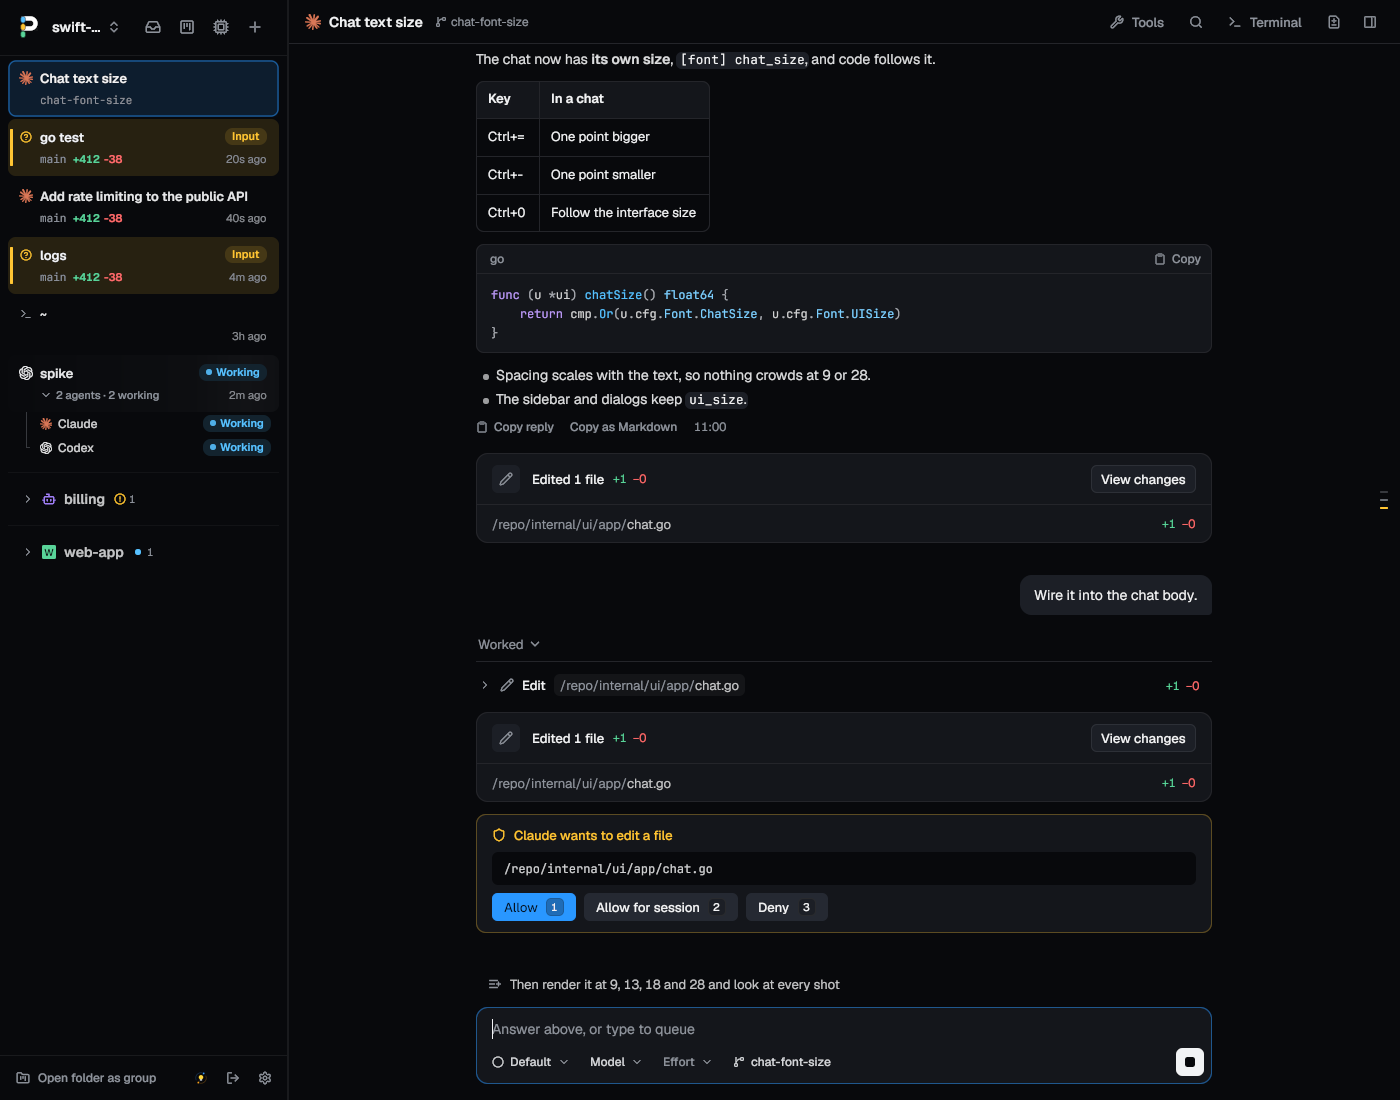 swift-...
Chat text size
chat-font-size
go test
Input
main +412 -38
20s ago
Add rate limiting to the public API
main +412 -38
40s ago
logs
Input
main +412 -38
4m ago
~
3h ago
spike
Working
2 agents · 2 working
2m ago
Claude
Working
Codex
Working
billing
1
W
web-app
1
Open folder as group
Chat text size
chat-font-size
Tools
Terminal
The chat now has its own size, [font] chat_size, and code follows it.
Key
In a chat
Ctrl+=
One point bigger
Ctrl+-
One point smaller
Ctrl+0
Follow the interface size
go
Copy
func (u *ui) chatSize() float64 {
return cmp.Or(u.cfg.Font.ChatSize, u.cfg.Font.UISize)
}
Spacing scales with the text, so nothing crowds at 9 or 28.
The sidebar and dialogs keep ui_size.
Copy reply
Copy as Markdown
11:00
Edited 1 file +1 −0
View changes
/repo/internal/ui/app/chat.go
+1 −0
Wire it into the chat body.
Worked
Edit /repo/internal/ui/app/chat.go
+1 −0
Edited 1 file +1 −0
View changes
/repo/internal/ui/app/chat.go
+1 −0
Claude wants to edit a file
/repo/internal/ui/app/chat.go
Allow 1
Allow for session 2
Deny 3
Then render it at 9, 13, 18 and 28 and look at every shot
Answer above, or type to queue
Default
Model
Effort
chat-font-size